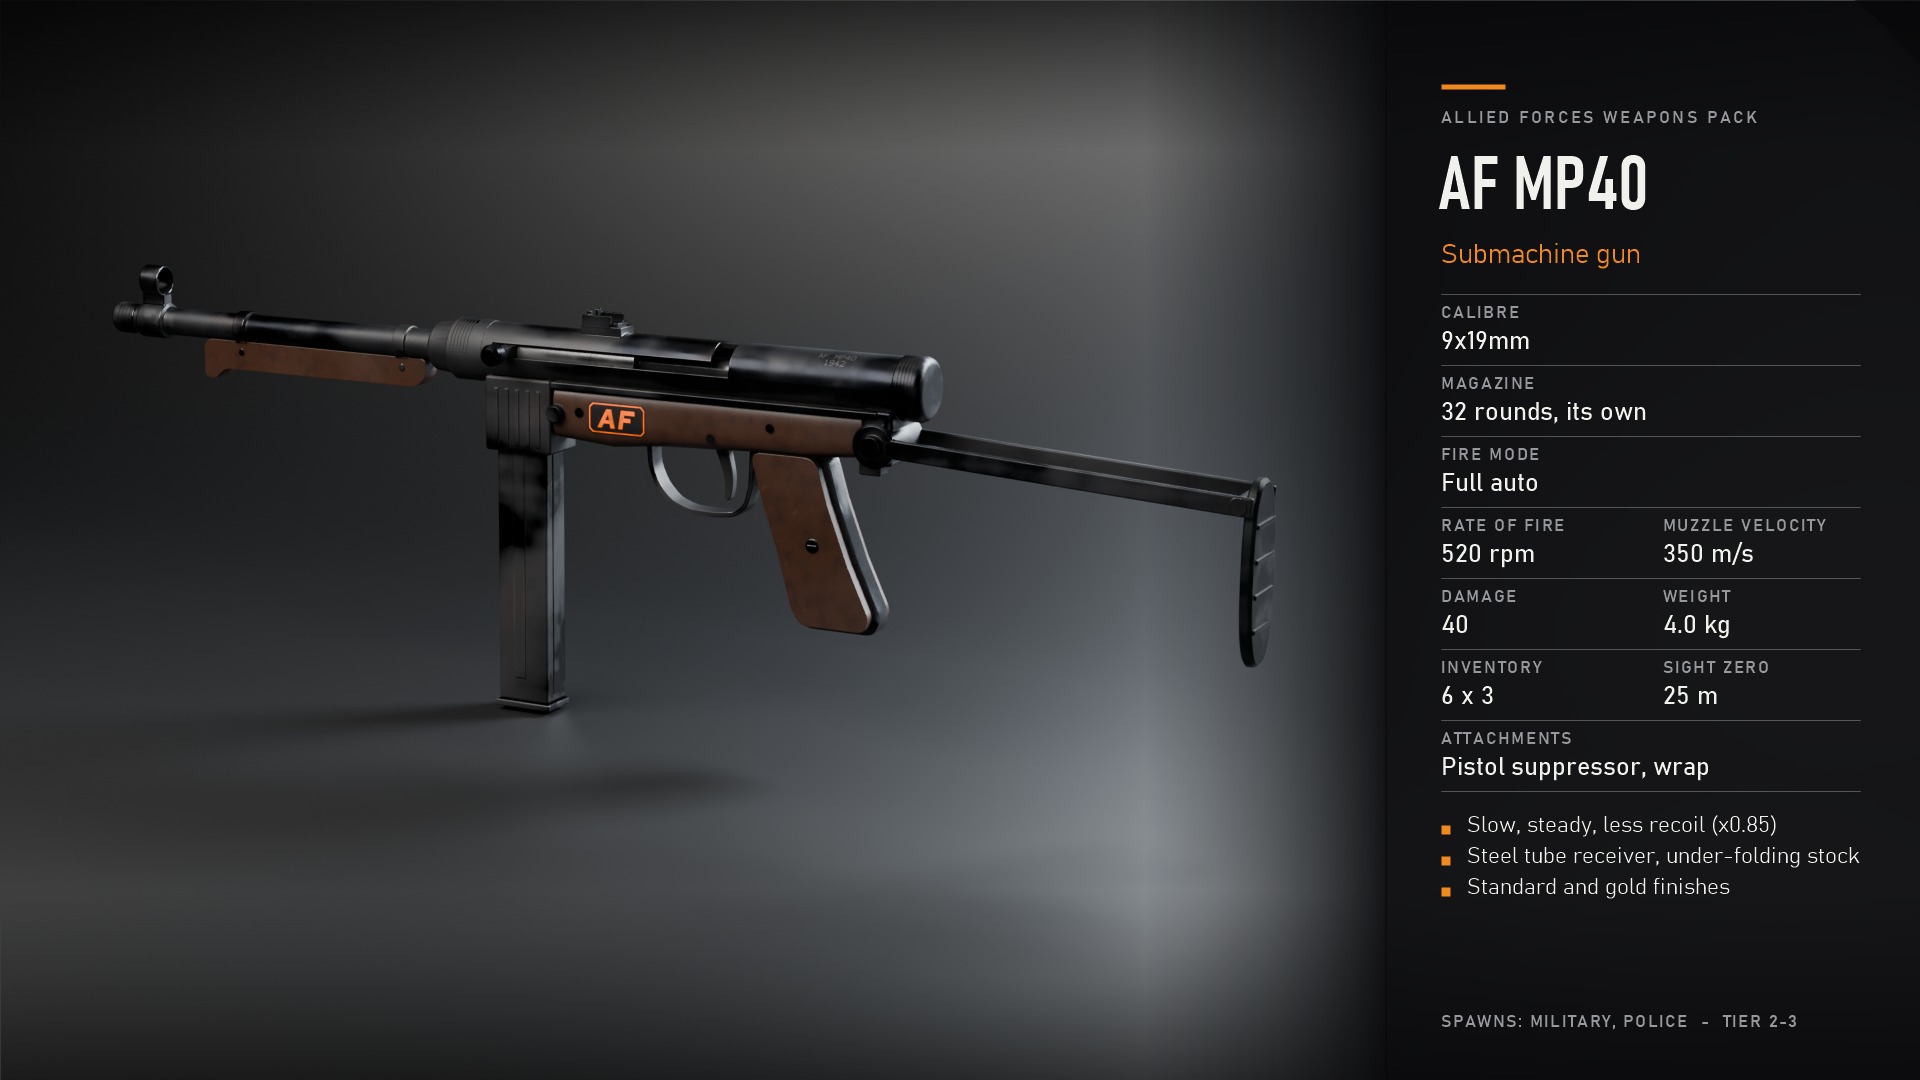 ALLIED FORCES WEAPONS PACK
AF MP40
Submachine gun
CALIBRE
9x19mm
MAGAZINE
32 rounds, its own
FIRE MODE
Full auto
RATE OF FIRE
520 rpm
MUZZLE VELOCITY
350 m/s
DAMAGE
40
WEIGHT
4.0 kg
INVENTORY
6 x 3
SIGHT ZERO
25 m
ATTACHMENTS
Pistol suppressor, wrap
Slow, steady, less recoil (x0.85)
Steel tube receiver, under-folding stock
Standard and gold finishes
SPAWNS: MILITARY, POLICE - TIER 2-3
AF MP40
1942
AF